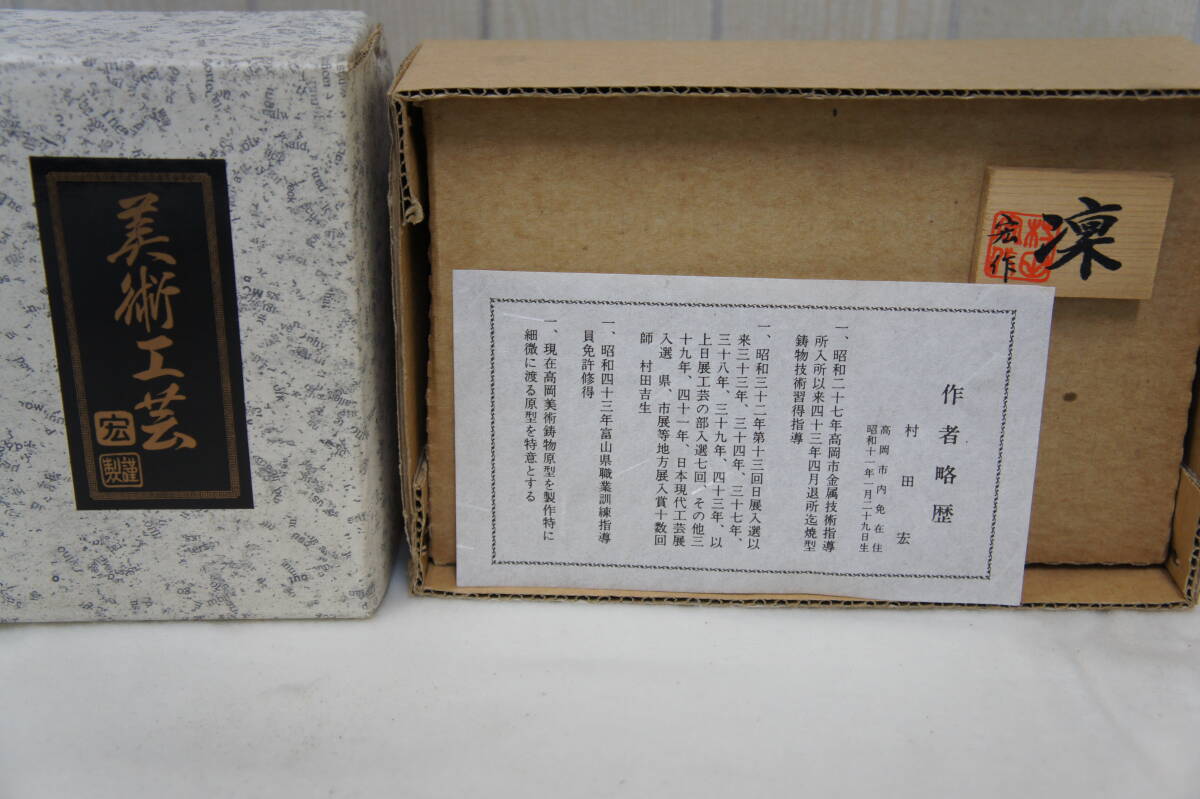 美術工芸
宏
謹製
凜
宏作
作者略歴
高岡市内免在住
昭和十一年一月二十九日生
村田 宏
一、昭和二十七年高岡市金属技術指導
所入所以来四十三年四月退所迄焼型
鋳物技術習得指導
一、昭和三十二年第十三回日展入選以
来三十三年、三十四年、三十七年、
三十八年、三十九年、四十三年、以
上日展工芸の部入選七回、その他三
十九年、四十一年、日本現代工芸展
入選 県、市展等地方展入賞十数回
師 村田吉生
一、昭和四十三年富山県職業訓練指導
員免許修得
一、現在高岡美術鋳物原型を製作特に
細微に渡る原型を特意とする